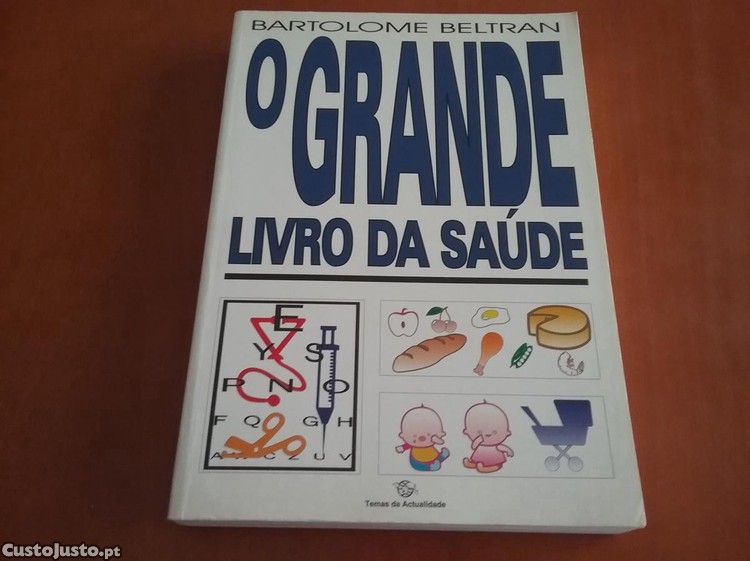 BARTOLOME BELTRAN
O GRANDE
LIVRO DA SAÚDE
E
Y S
P N O
F Q G H
C Z U V
Temas da Actualidade
CustoJusto.pt